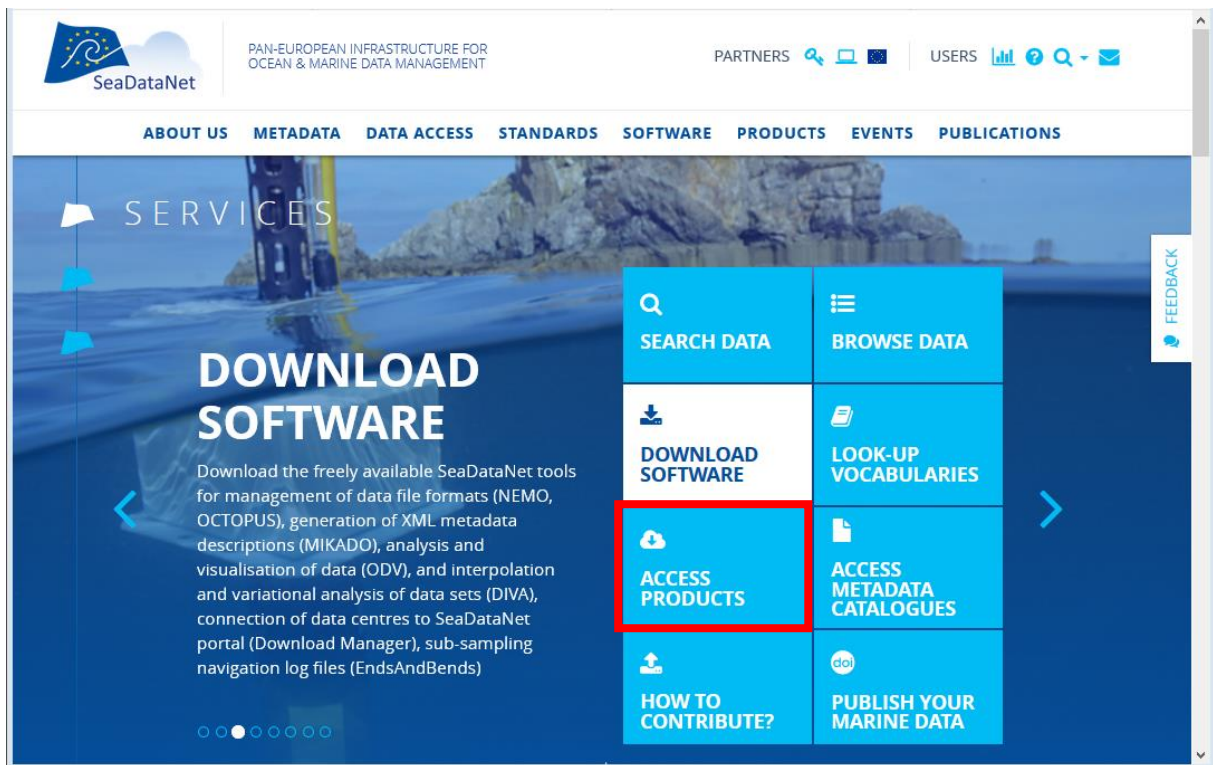 SeaDataNet
PAN-EUROPEAN INFRASTRUCTURE FOR
OCEAN & MARINE DATA MANAGEMENT
PARTNERS
USERS
ABOUT US METADATA DATA ACCESS STANDARDS SOFTWARE PRODUCTS EVENTS PUBLICATIONS
SERVICES
FEEDBACK
DOWNLOAD
SOFTWARE
Download the freely available SeaDataNet tools
for management of data file formats (NEMO,
OCTOPUS), generation of XML metadata
descriptions (MIKADO), analysis and
visualisation of data (ODV), and interpolation
and variational analysis of data sets (DIVA),
connection of data centres to SeaDataNet
portal (Download Manager), sub-sampling
navigation log files (EndsAndBends)
SEARCH DATA
BROWSE DATA
DOWNLOAD
SOFTWARE
LOOK-UP
VOCABULARIES
ACCESS
PRODUCTS
ACCESS
METADATA
CATALOGUES
HOW TO
CONTRIBUTE?
doi
PUBLISH YOUR
MARINE DATA